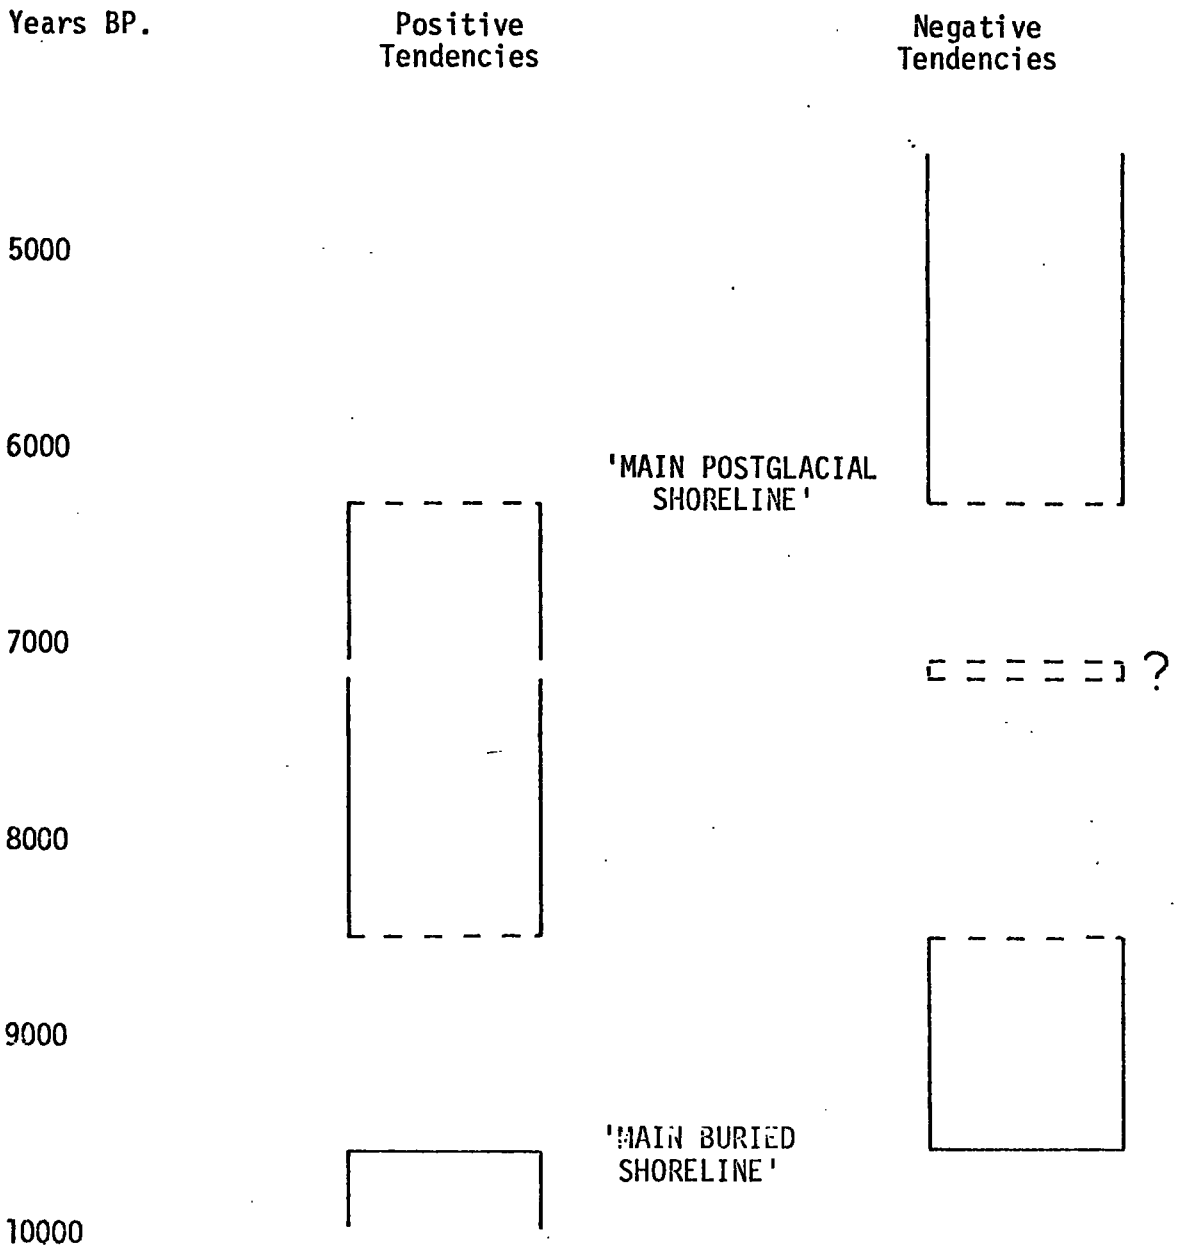 Years BP.
Positive
Tendencies
Negative
Tendencies
5000
6000
'MAIN POSTGLACIAL
SHORELINE'
7000
?
8000
9000
'MAIN BURIED
SHORELINE'
10000